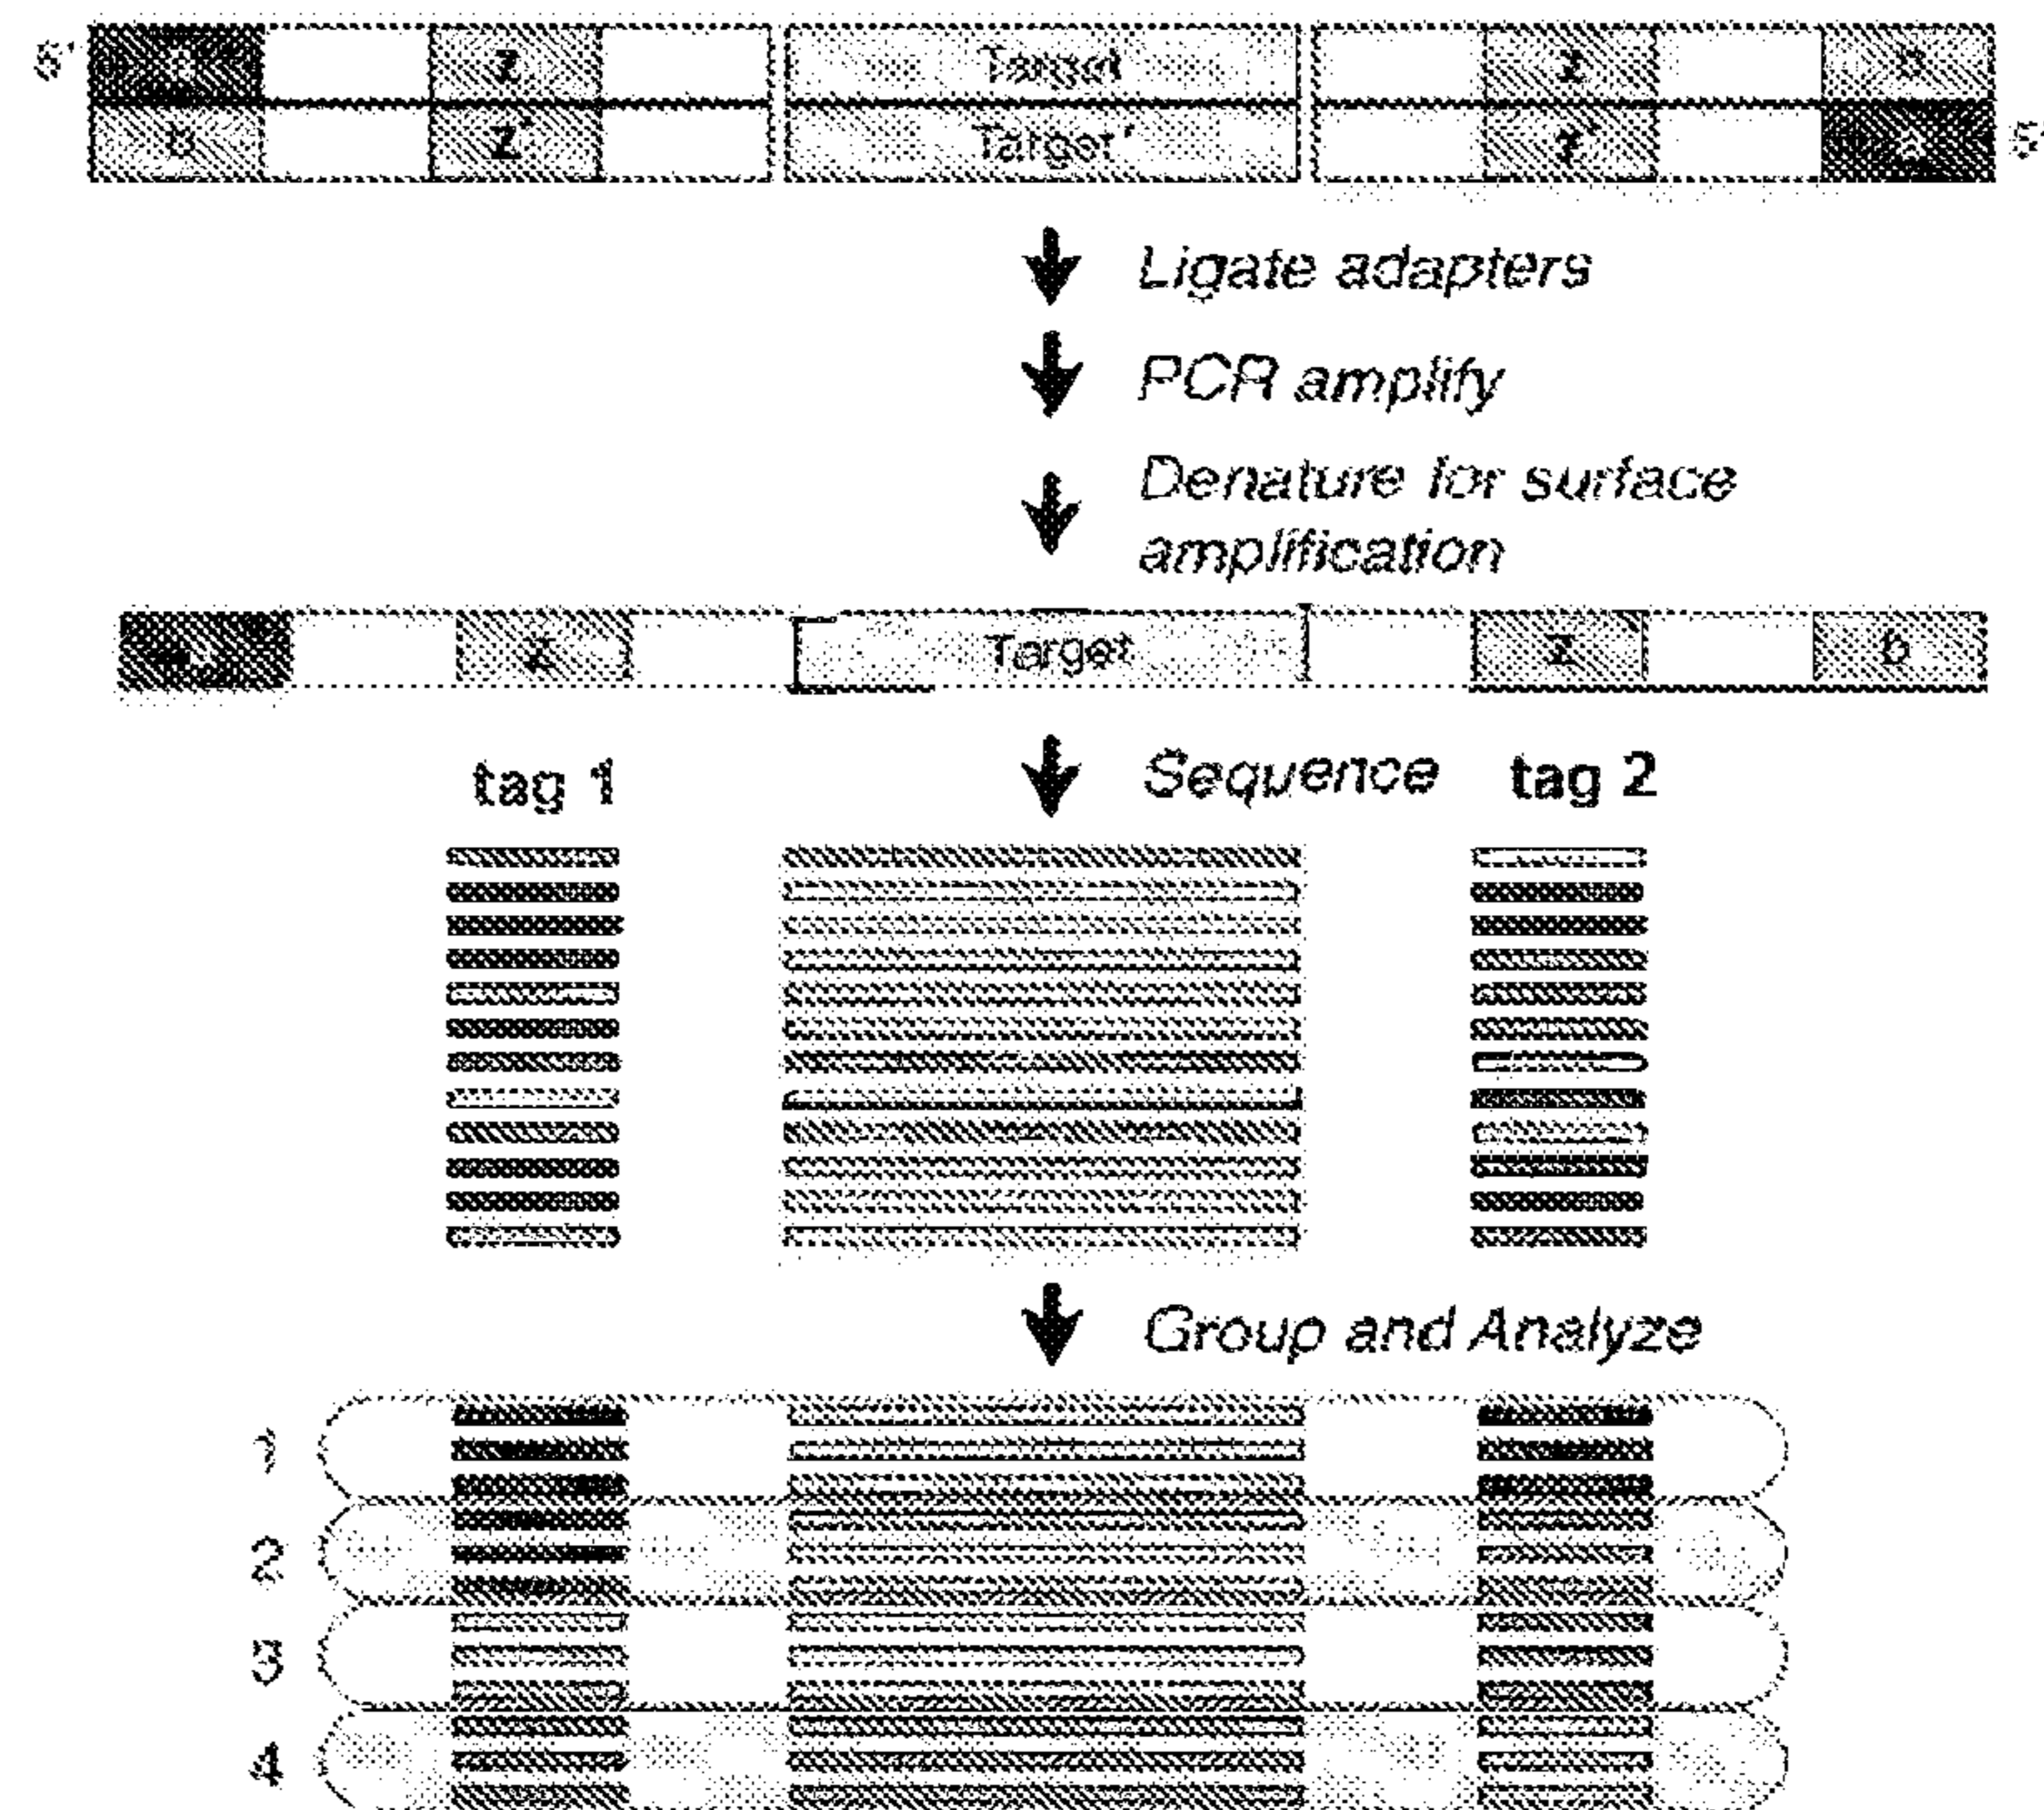 5' z Target z
b z' Target' z' a 5'
Ligate adapters
PCR amplify
Denature for surface
amplification
z Target z b
tag 1 Sequence tag 2
Group and Analyze
1
2
3
4